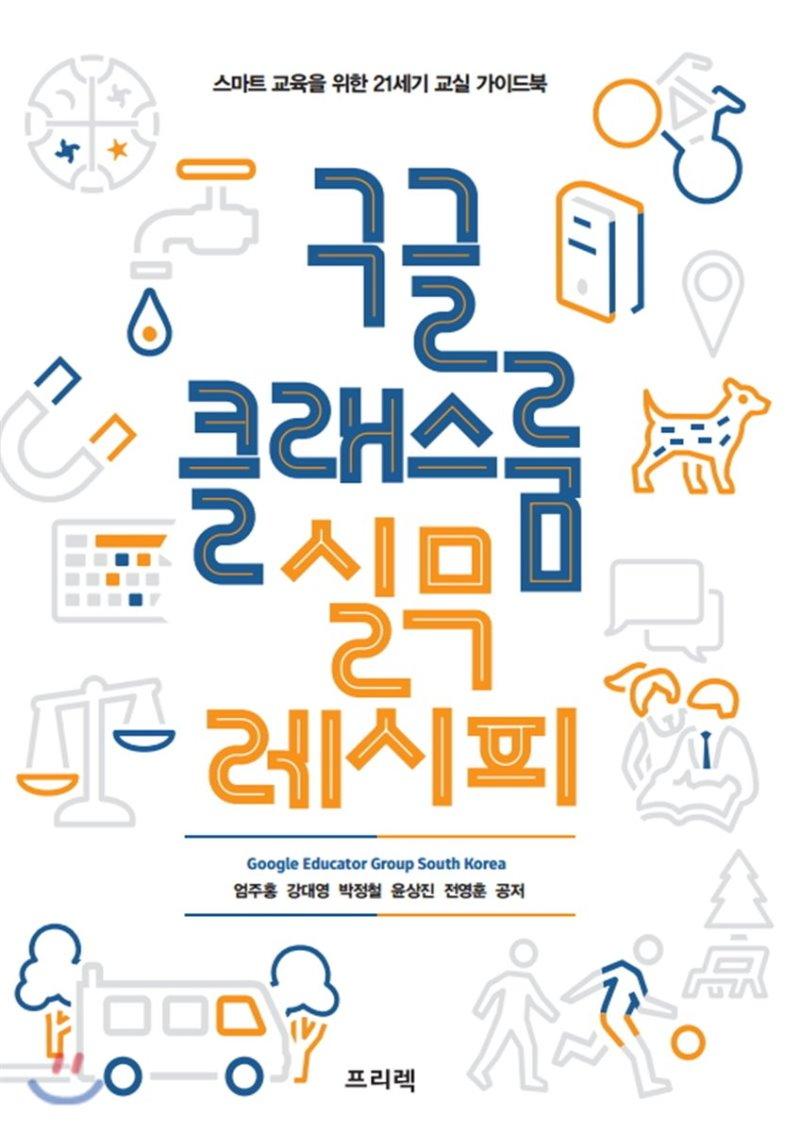 스마트 교육을 위한 21세기 교실 가이드북
구글
클래스룸
실무
레시피
Google Educator Group South Korea
엄주홍 강대영 박정철 윤상진 전영훈 공저
프리렉